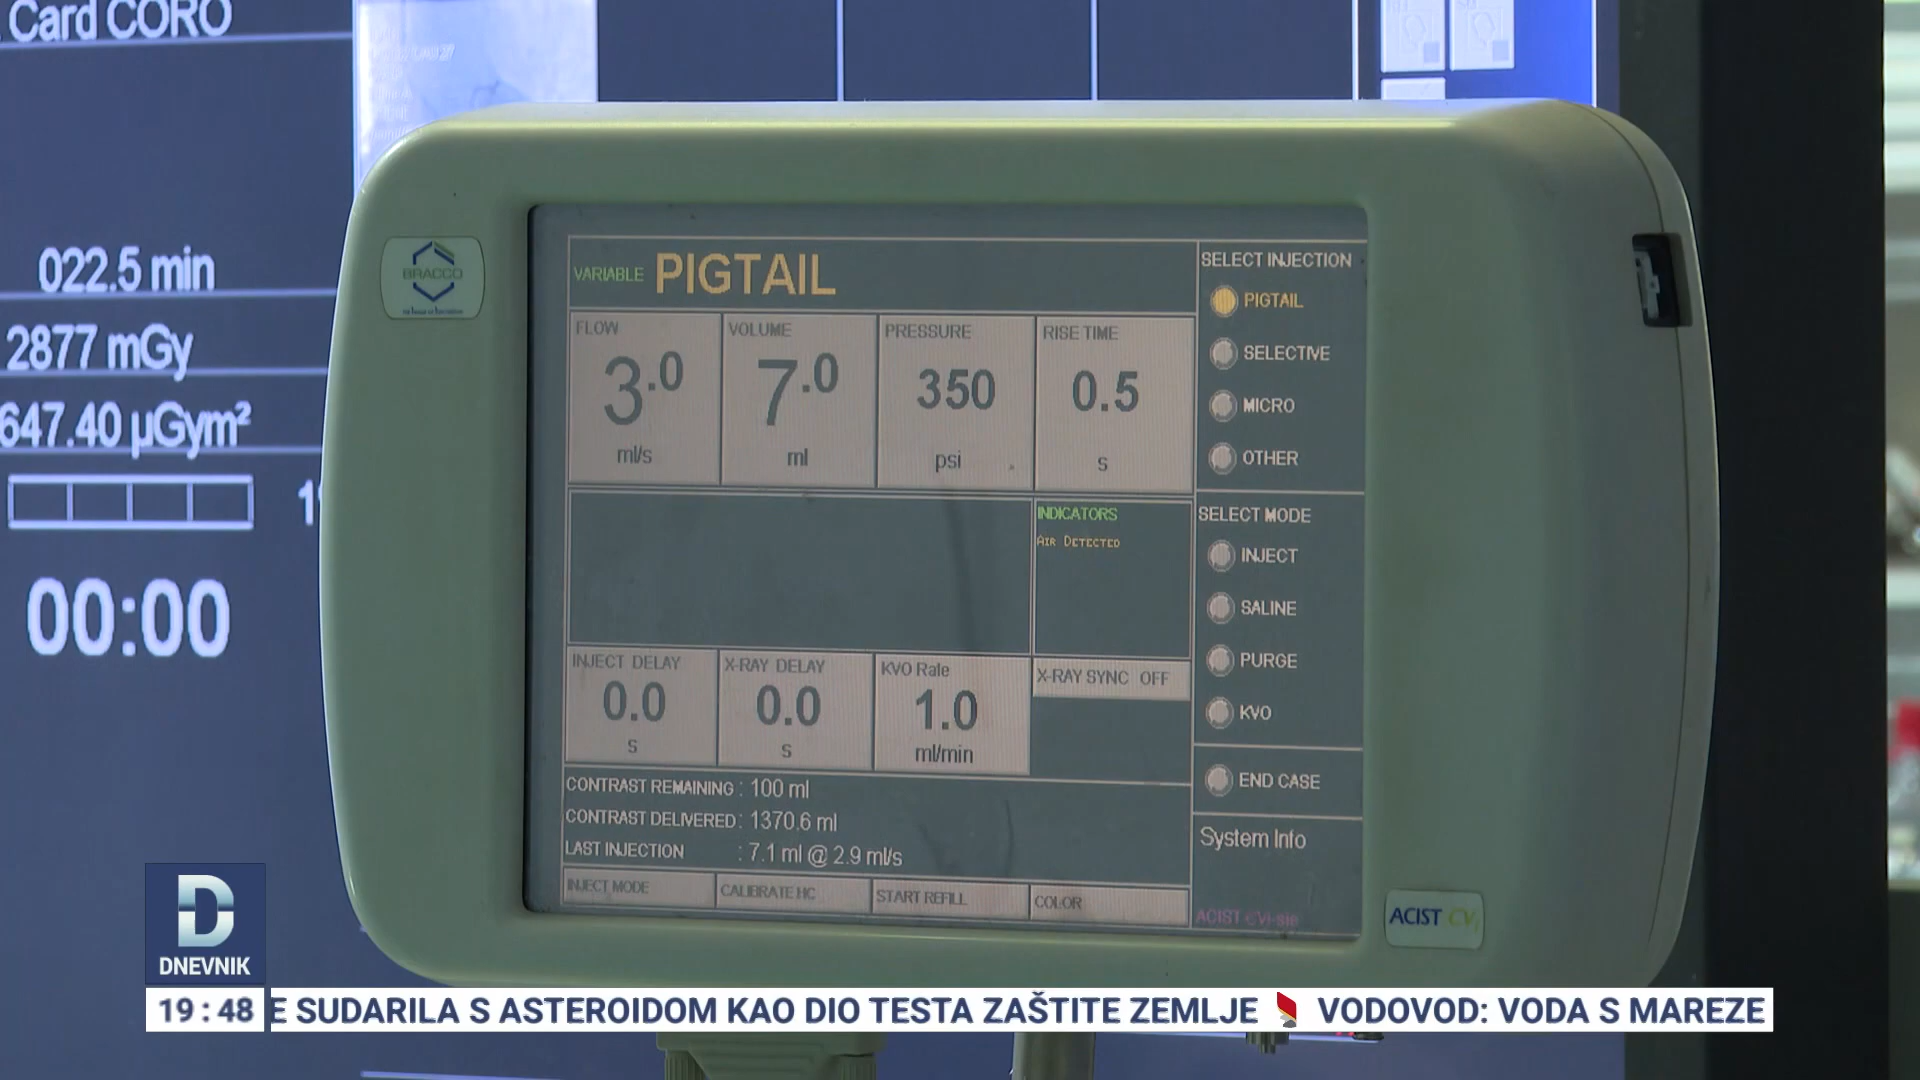 Card CORO
022.5 min
2877 mGy
647.40 µGym²
00:00
BRACCO
VARIABLE PIGTAIL
FLOW
3.0
ml/s
VOLUME
7.0
ml
PRESSURE
350
psi
RISE TIME
0.5
s
INDICATORS
AIR DETECTED
INJECT DELAY
0.0
s
X-RAY DELAY
0.0
s
KVO Rate
1.0
ml/min
X-RAY SYNC OFF
CONTRAST REMAINING : 100 ml
CONTRAST DELIVERED : 1370.6 ml
LAST INJECTION : 7.1 ml @ 2.9 ml/s
INJECT MODE
CALIBRATE HC
START REFILL
COLOR
SELECT INJECTION
PIGTAIL
SELECTIVE
MICRO
OTHER
SELECT MODE
INJECT
SALINE
PURGE
KVO
END CASE
System Info
ACIST CVi
D
DNEVNIK
19:48
E SUDARILA S ASTEROIDOM KAO DIO TESTA ZAŠTITE ZEMLJE VODOVOD: VODA S MAREZE